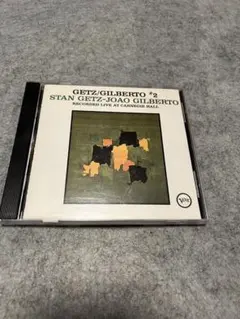 GETZ/GILBERTO #2
STAN GETZ-JOAO GILBERTO
RECORDED LIVE AT CARNEGIE HALL
Verve